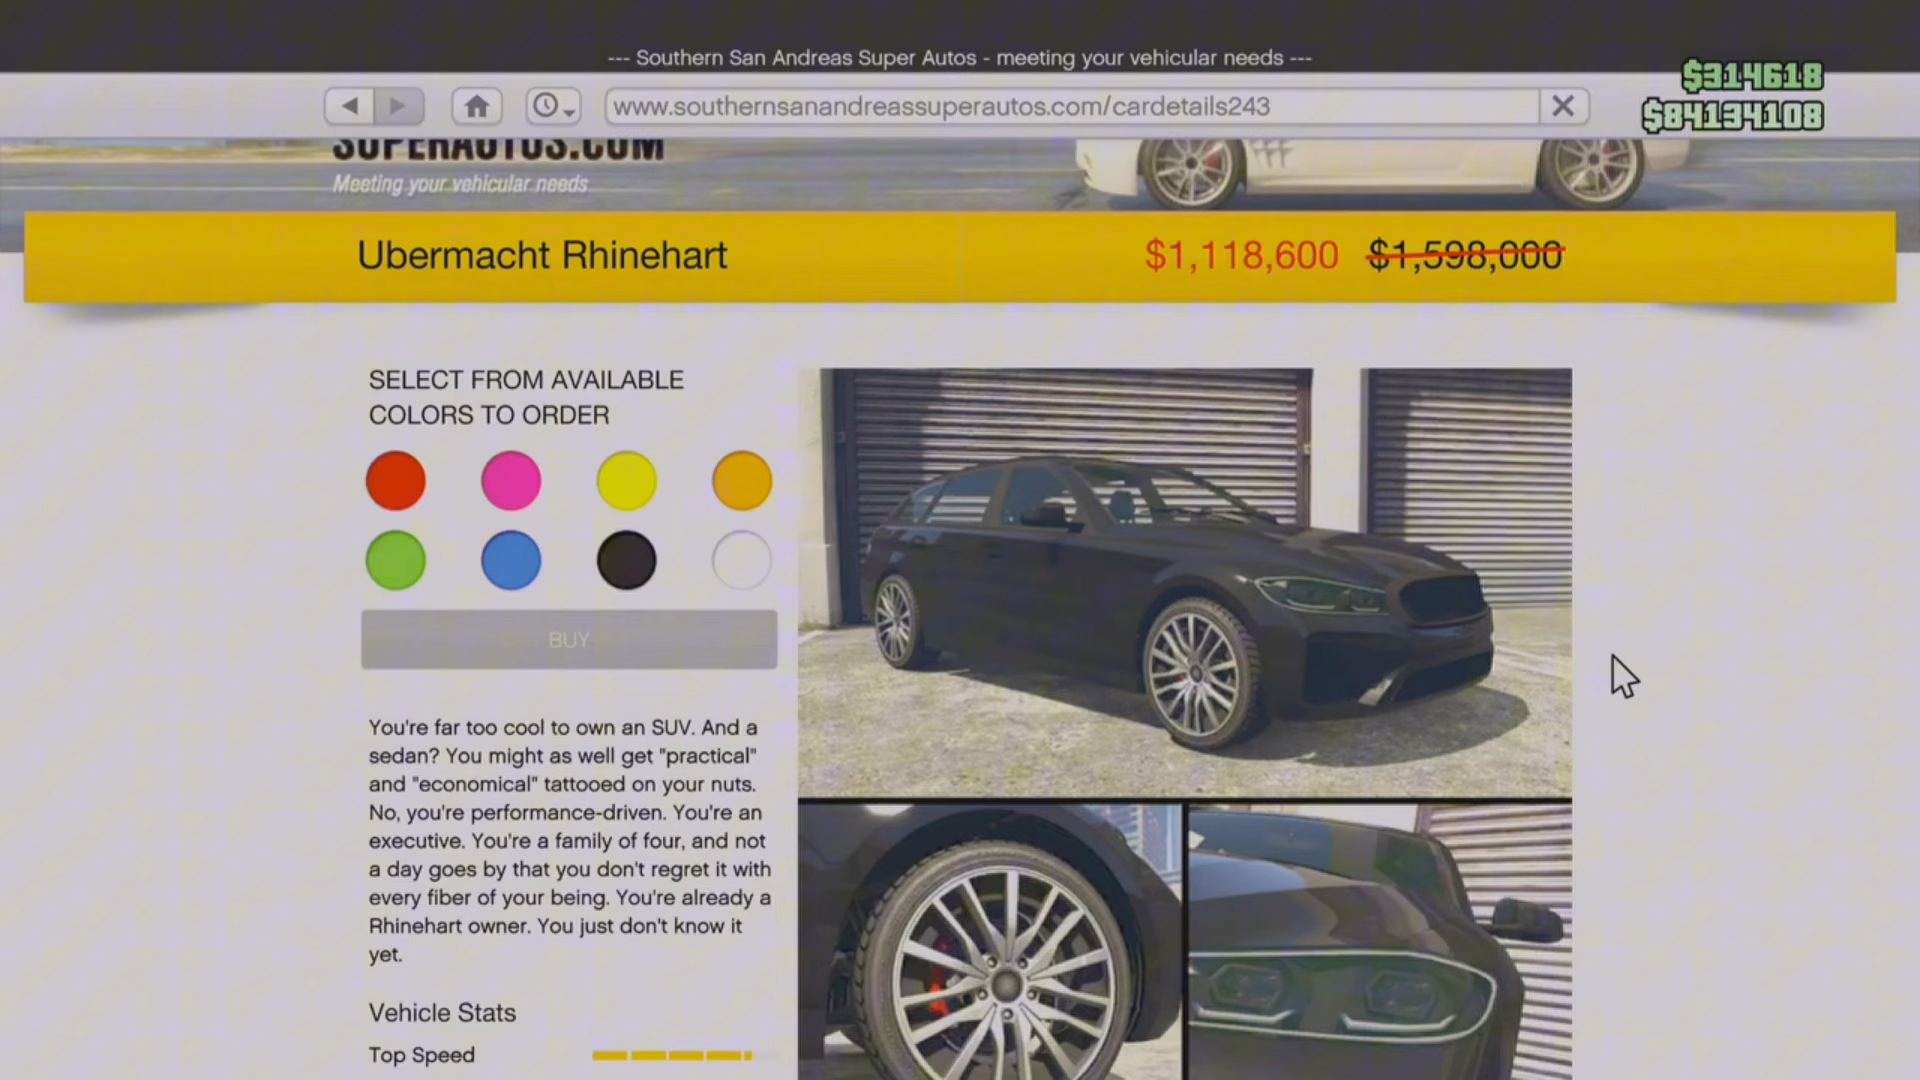 --- Southern San Andreas Super Autos - meeting your vehicular needs ---
$314618
www.southernsanandreassuperautos.com/cardetails243
$84134108
SUPERAUTOS.COM
Meeting your vehicular needs
Ubermacht Rhinehart
$1,118,600 $1,598,000
SELECT FROM AVAILABLE
COLORS TO ORDER
BUY
You're far too cool to own an SUV. And a
sedan? You might as well get "practical"
and "economical" tattooed on your nuts.
No, you're performance-driven. You're an
executive. You're a family of four, and not
a day goes by that you don't regret it with
every fiber of your being. You're already a
Rhinehart owner. You just don't know it
yet.
Vehicle Stats
Top Speed